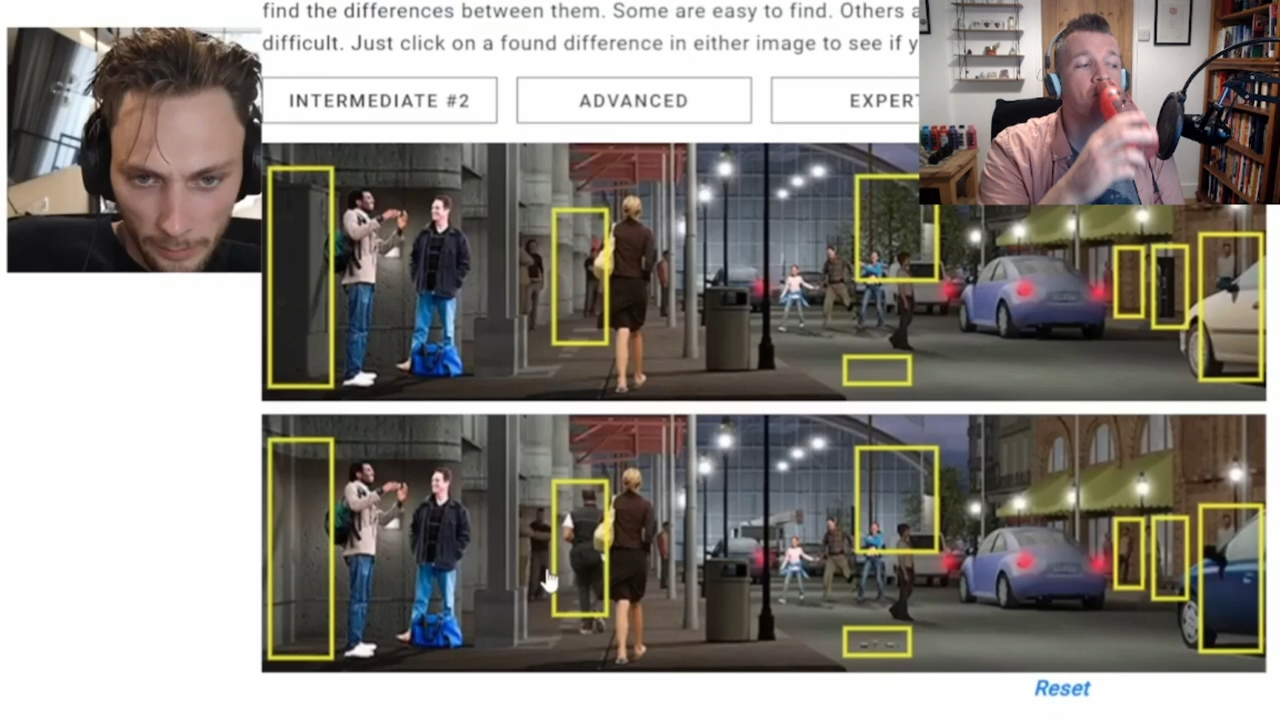 find the differences between them. Some are easy to find. Others a
difficult. Just click on a found difference in either image to see if y
INTERMEDIATE #2
ADVANCED
EXPERT
Reset